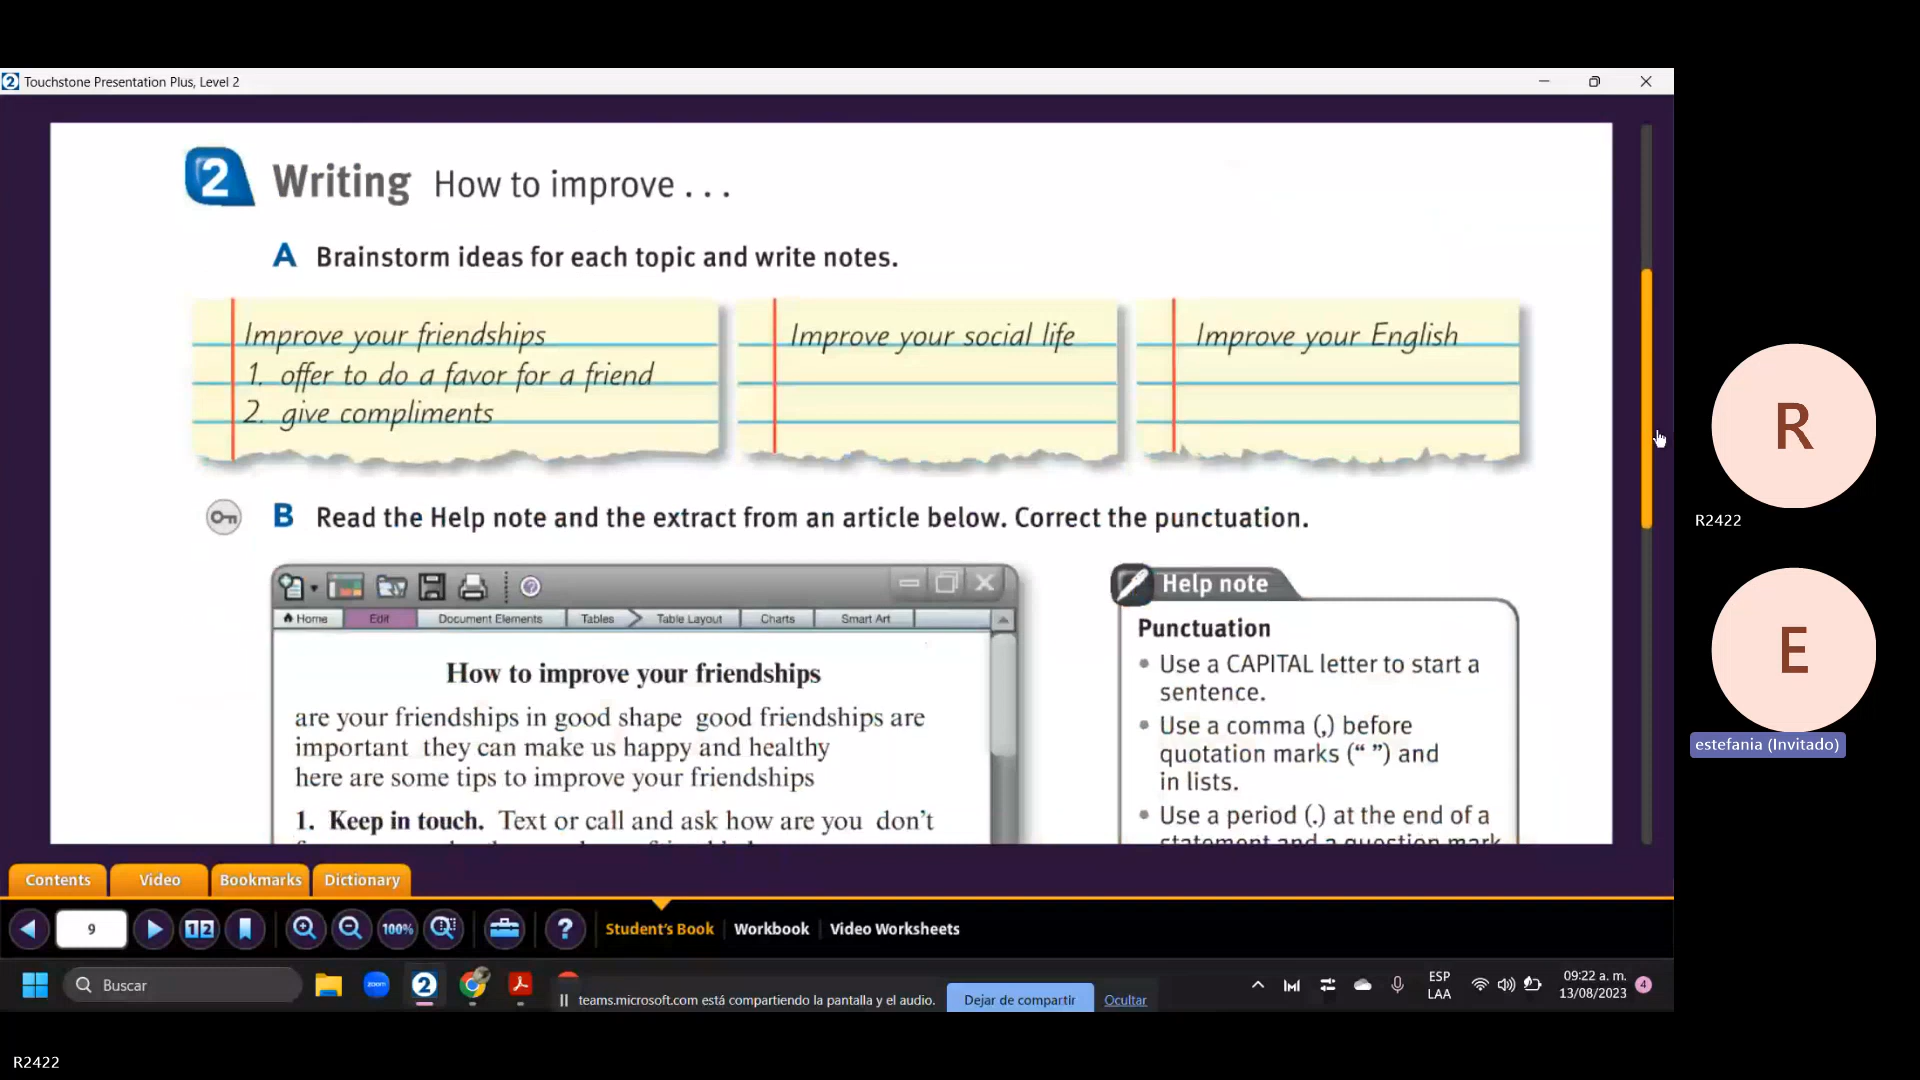 Touchstone Presentation Plus, Level 2
2 Writing How to improve . . .
A Brainstorm ideas for each topic and write notes.
Improve your friendships
1. offer to do a favor for a friend
2. give compliments
Improve your social life
Improve your English
B Read the Help note and the extract from an article below. Correct the punctuation.
Home Edit Document Elements Tables Table Layout Charts Smart Art
How to improve your friendships
are your friendships in good shape good friendships are
important they can make us happy and healthy
here are some tips to improve your friendships
1. Keep in touch. Text or call and ask how are you don't
Help note
Punctuation
• Use a CAPITAL letter to start a
sentence.
• Use a comma (,) before
quotation marks (“ ”) and
in lists.
• Use a period (.) at the end of a
statement and a question mark
Contents Video Bookmarks Dictionary
9 12 100% ? Student's Book Workbook Video Worksheets
Buscar
zoom
2
teams.microsoft.com está compartiendo la pantalla y el audio. Dejar de compartir Ocultar
ESP
LAA
09:22 a. m.
13/08/2023
4
R
R2422
E
estefania (Invitado)
R2422